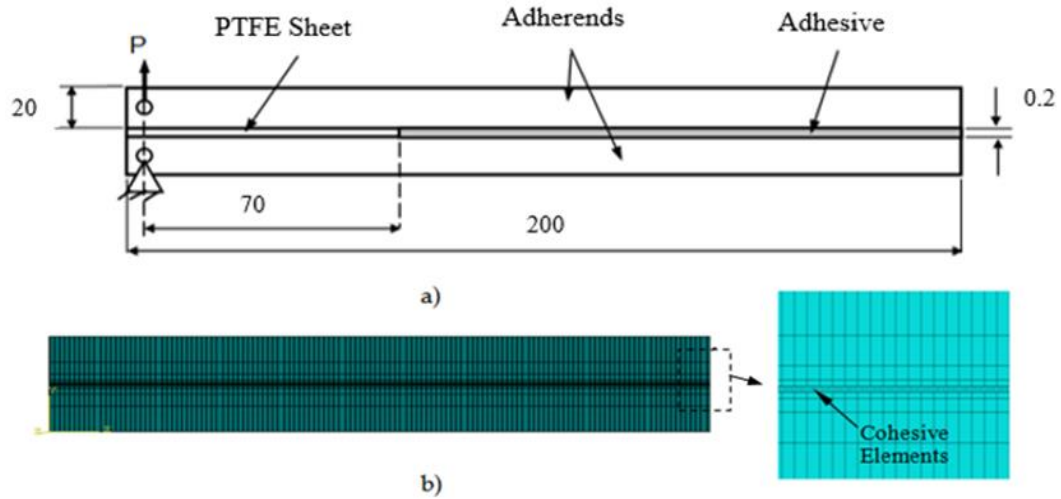 PTFE Sheet
Adherends
Adhesive
P
20
0.2
70
200
a)
Cohesive
Elements
b)